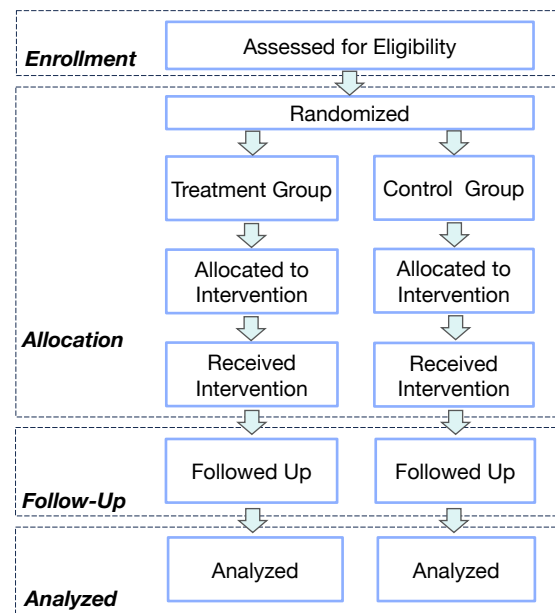 Assessed for Eligibility
Enrollment
Randomized
Treatment Group
Control Group
Allocated to
Intervention
Allocated to
Intervention
Allocation
Received
Intervention
Received
Intervention
Followed Up
Followed Up
Follow-Up
Analyzed
Analyzed
Analyzed